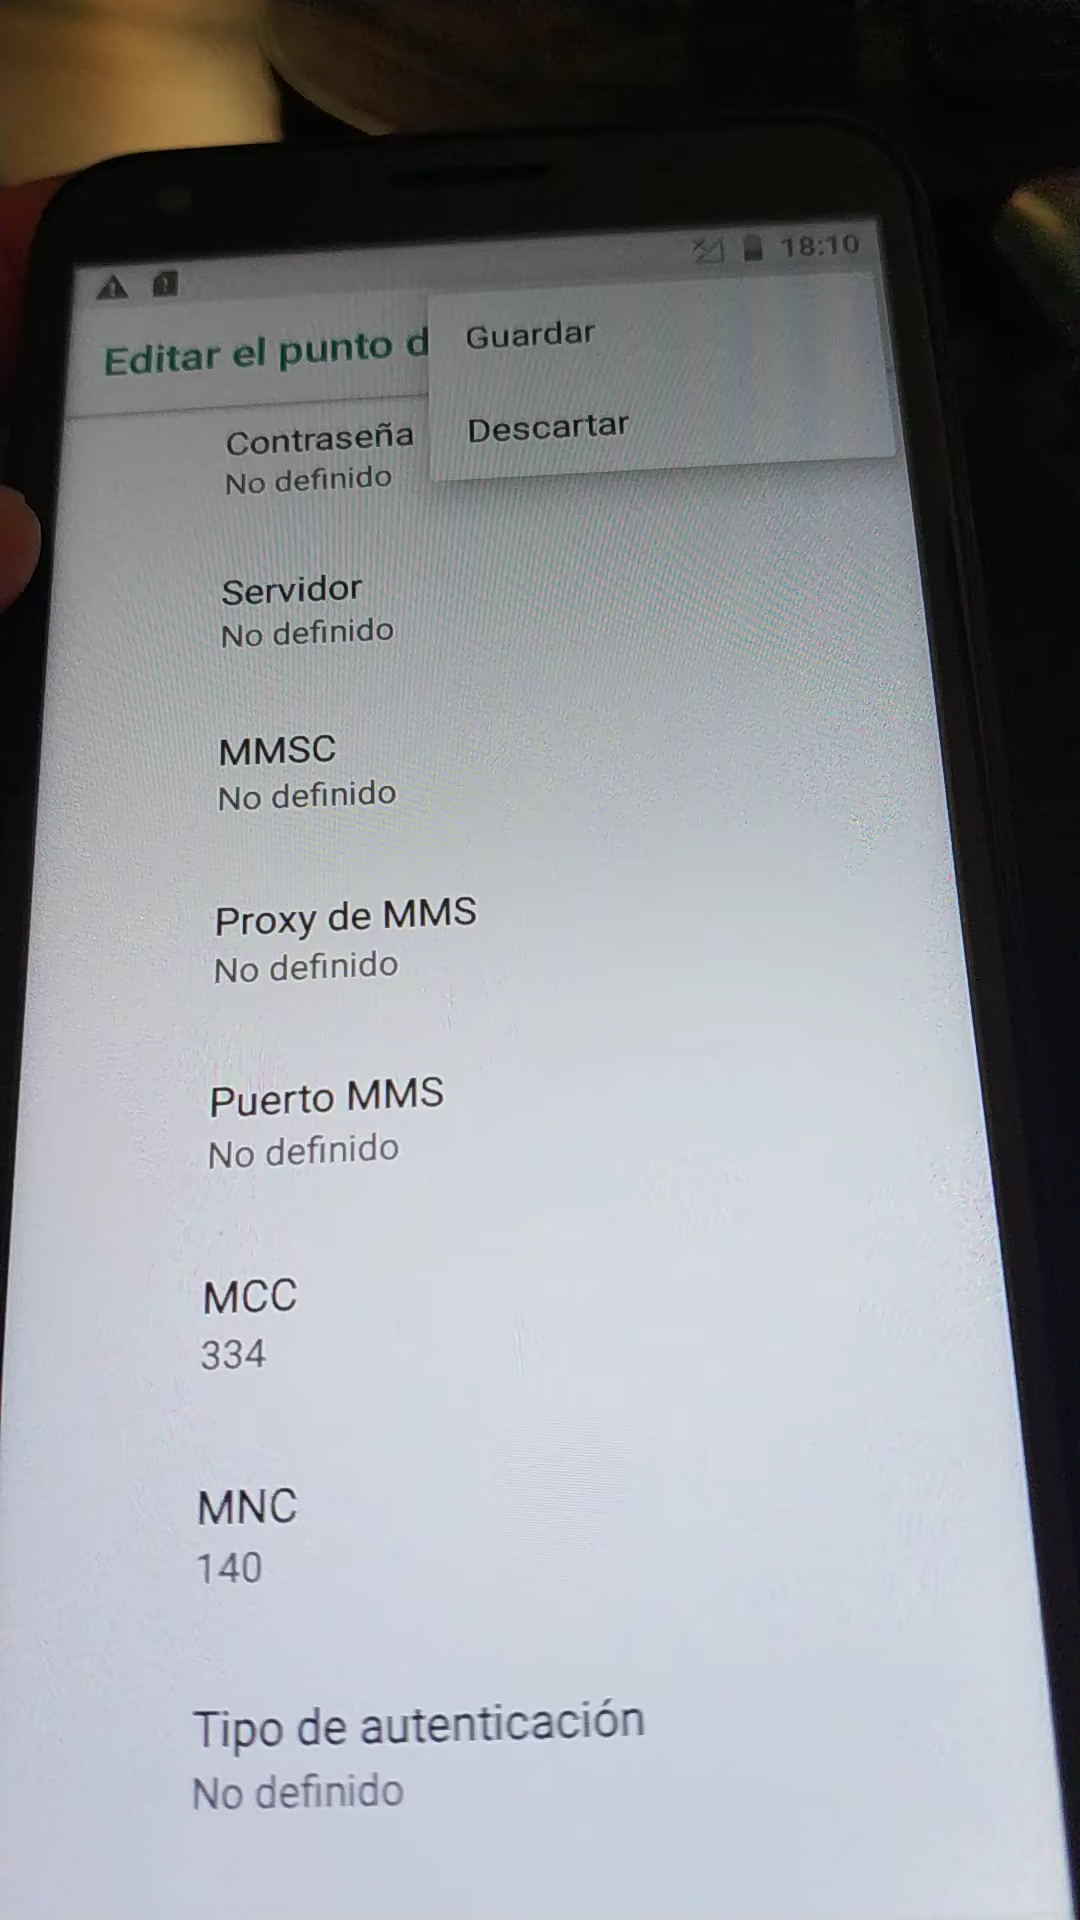 18:10
Editar el punto d
Guardar
Descartar
Contraseña
No definido
Servidor
No definido
MMSC
No definido
Proxy de MMS
No definido
Puerto MMS
No definido
MCC
334
MNC
140
Tipo de autenticación
No definido